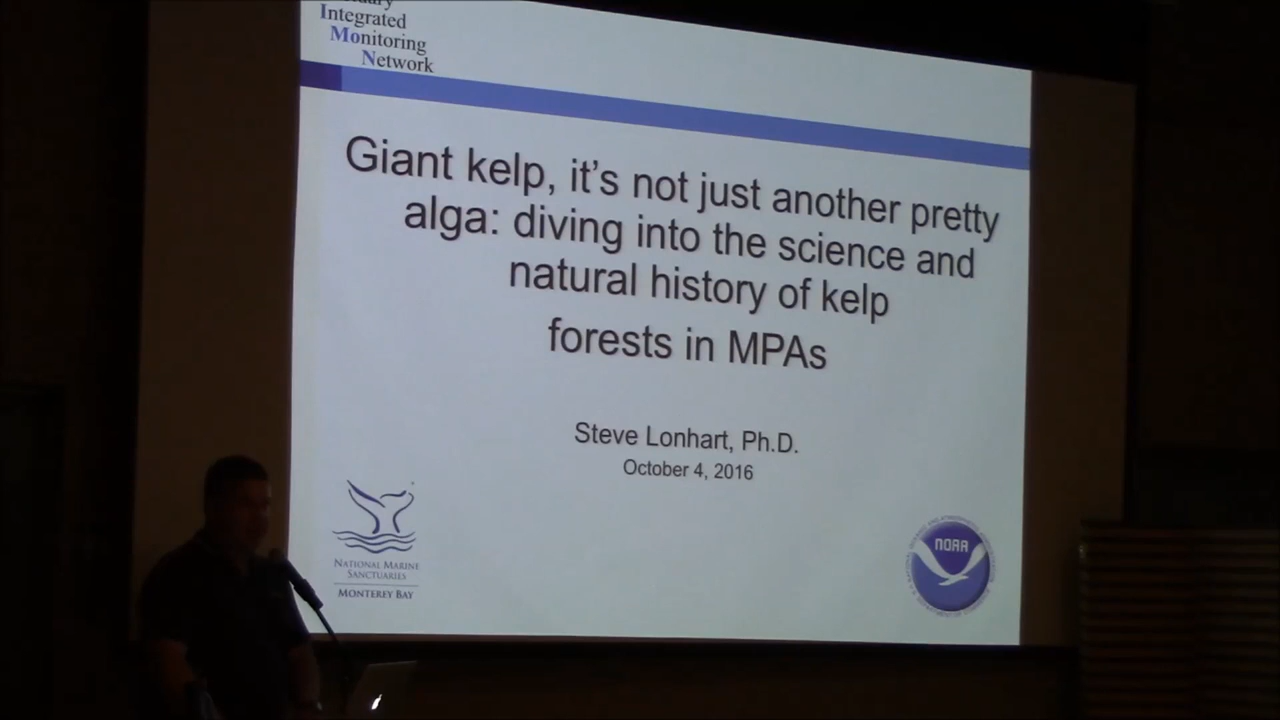 Integrated
Monitoring
Network
Giant kelp, it's not just another pretty
alga: diving into the science and
natural history of kelp
forests in MPAs
Steve Lonhart, Ph.D.
October 4, 2016
NATIONAL MARINE
SANCTUARIES
MONTEREY BAY
NOAA